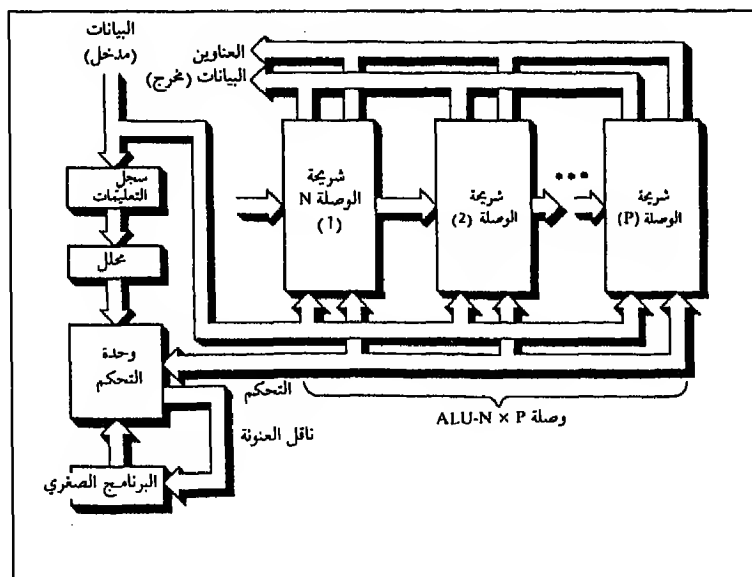 البيانات
(مدخل)
العناوين
البيانات (مخرج)
سجل
التعليمات
محلل
وحدة
التحكم
البرنامج الصغري
شريحة
الوصلة N
(1)
شريحة
الوصلة (2)
•••
شريحة
الوصلة (P)
التحكم
ناقل العنونة
وصلة ALU-N × P